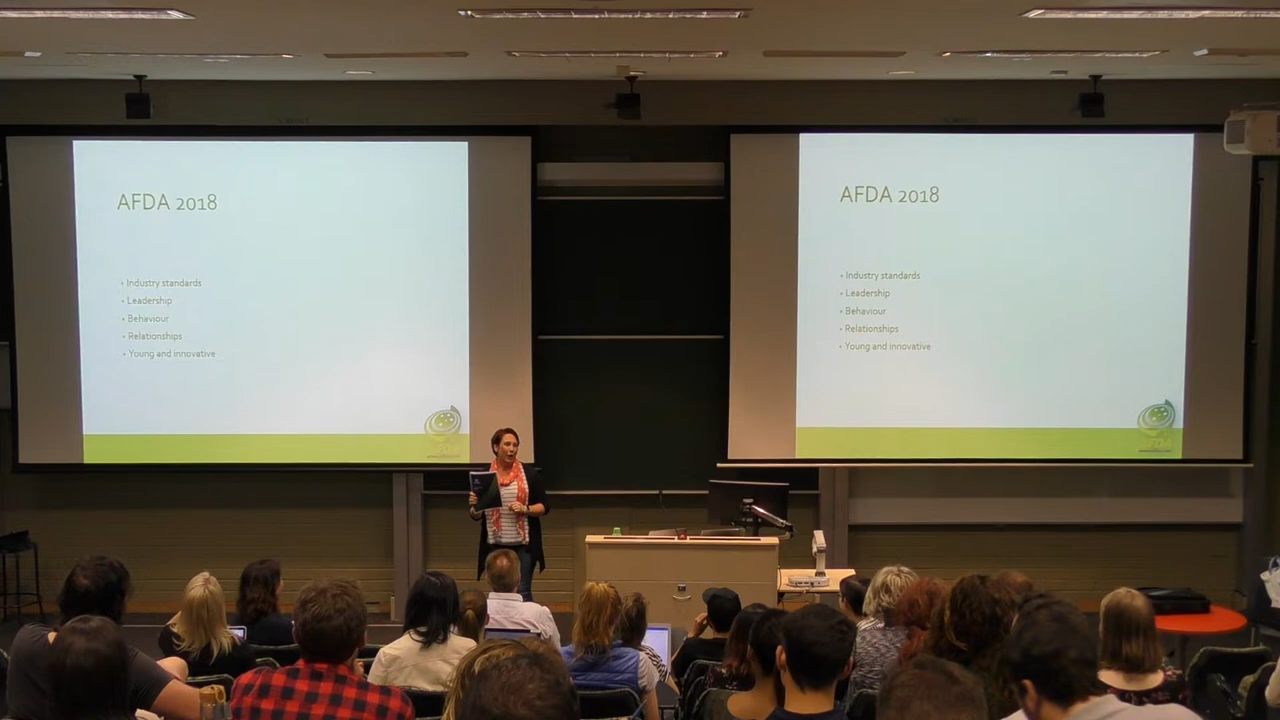 AFDA 2018
• Industry standards
• Leadership
• Behaviour
• Relationships
• Young and innovative
AFDA 2018
• Industry standards
• Leadership
• Behaviour
• Relationships
• Young and innovative